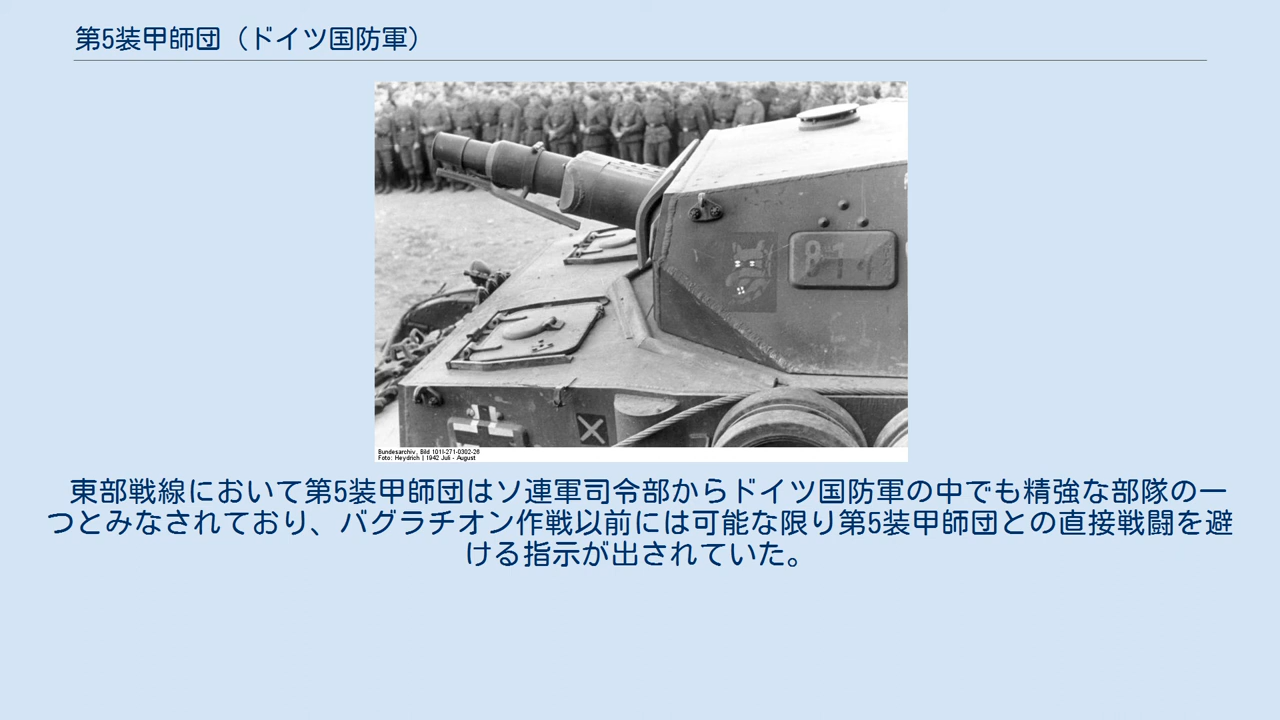 第5装甲師団（ドイツ国防軍）
Bundesarchiv, Bild 101I-271-0302-26
Foto: Heydrich | 1942 Juli - August
東部戦線において第5装甲師団はソ連軍司令部からドイツ国防軍の中でも精強な部隊の一
つとみなされており、バグラチオン作戦以前には可能な限り第5装甲師団との直接戦闘を避
ける指示が出されていた。